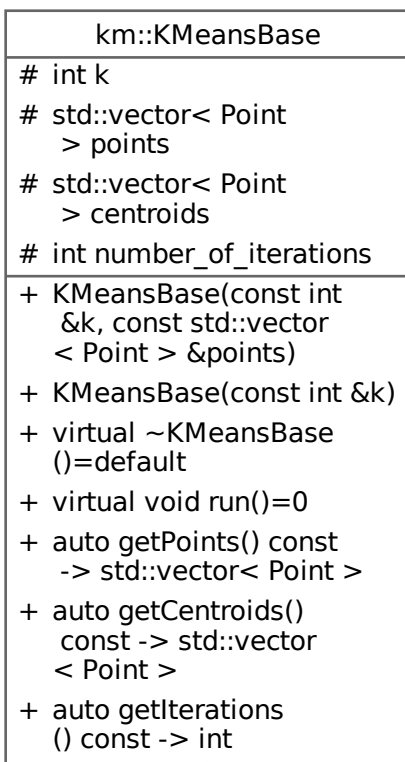 km::KMeansBase
# int k
# std::vector< Point
> points
# std::vector< Point
> centroids
# int number_of_iterations
+ KMeansBase(const int
&k, const std::vector
< Point > &points)
+ KMeansBase(const int &k)
+ virtual ~KMeansBase
()=default
+ virtual void run()=0
+ auto getPoints() const
-> std::vector< Point >
+ auto getCentroids()
const -> std::vector
< Point >
+ auto getIterations
() const -> int